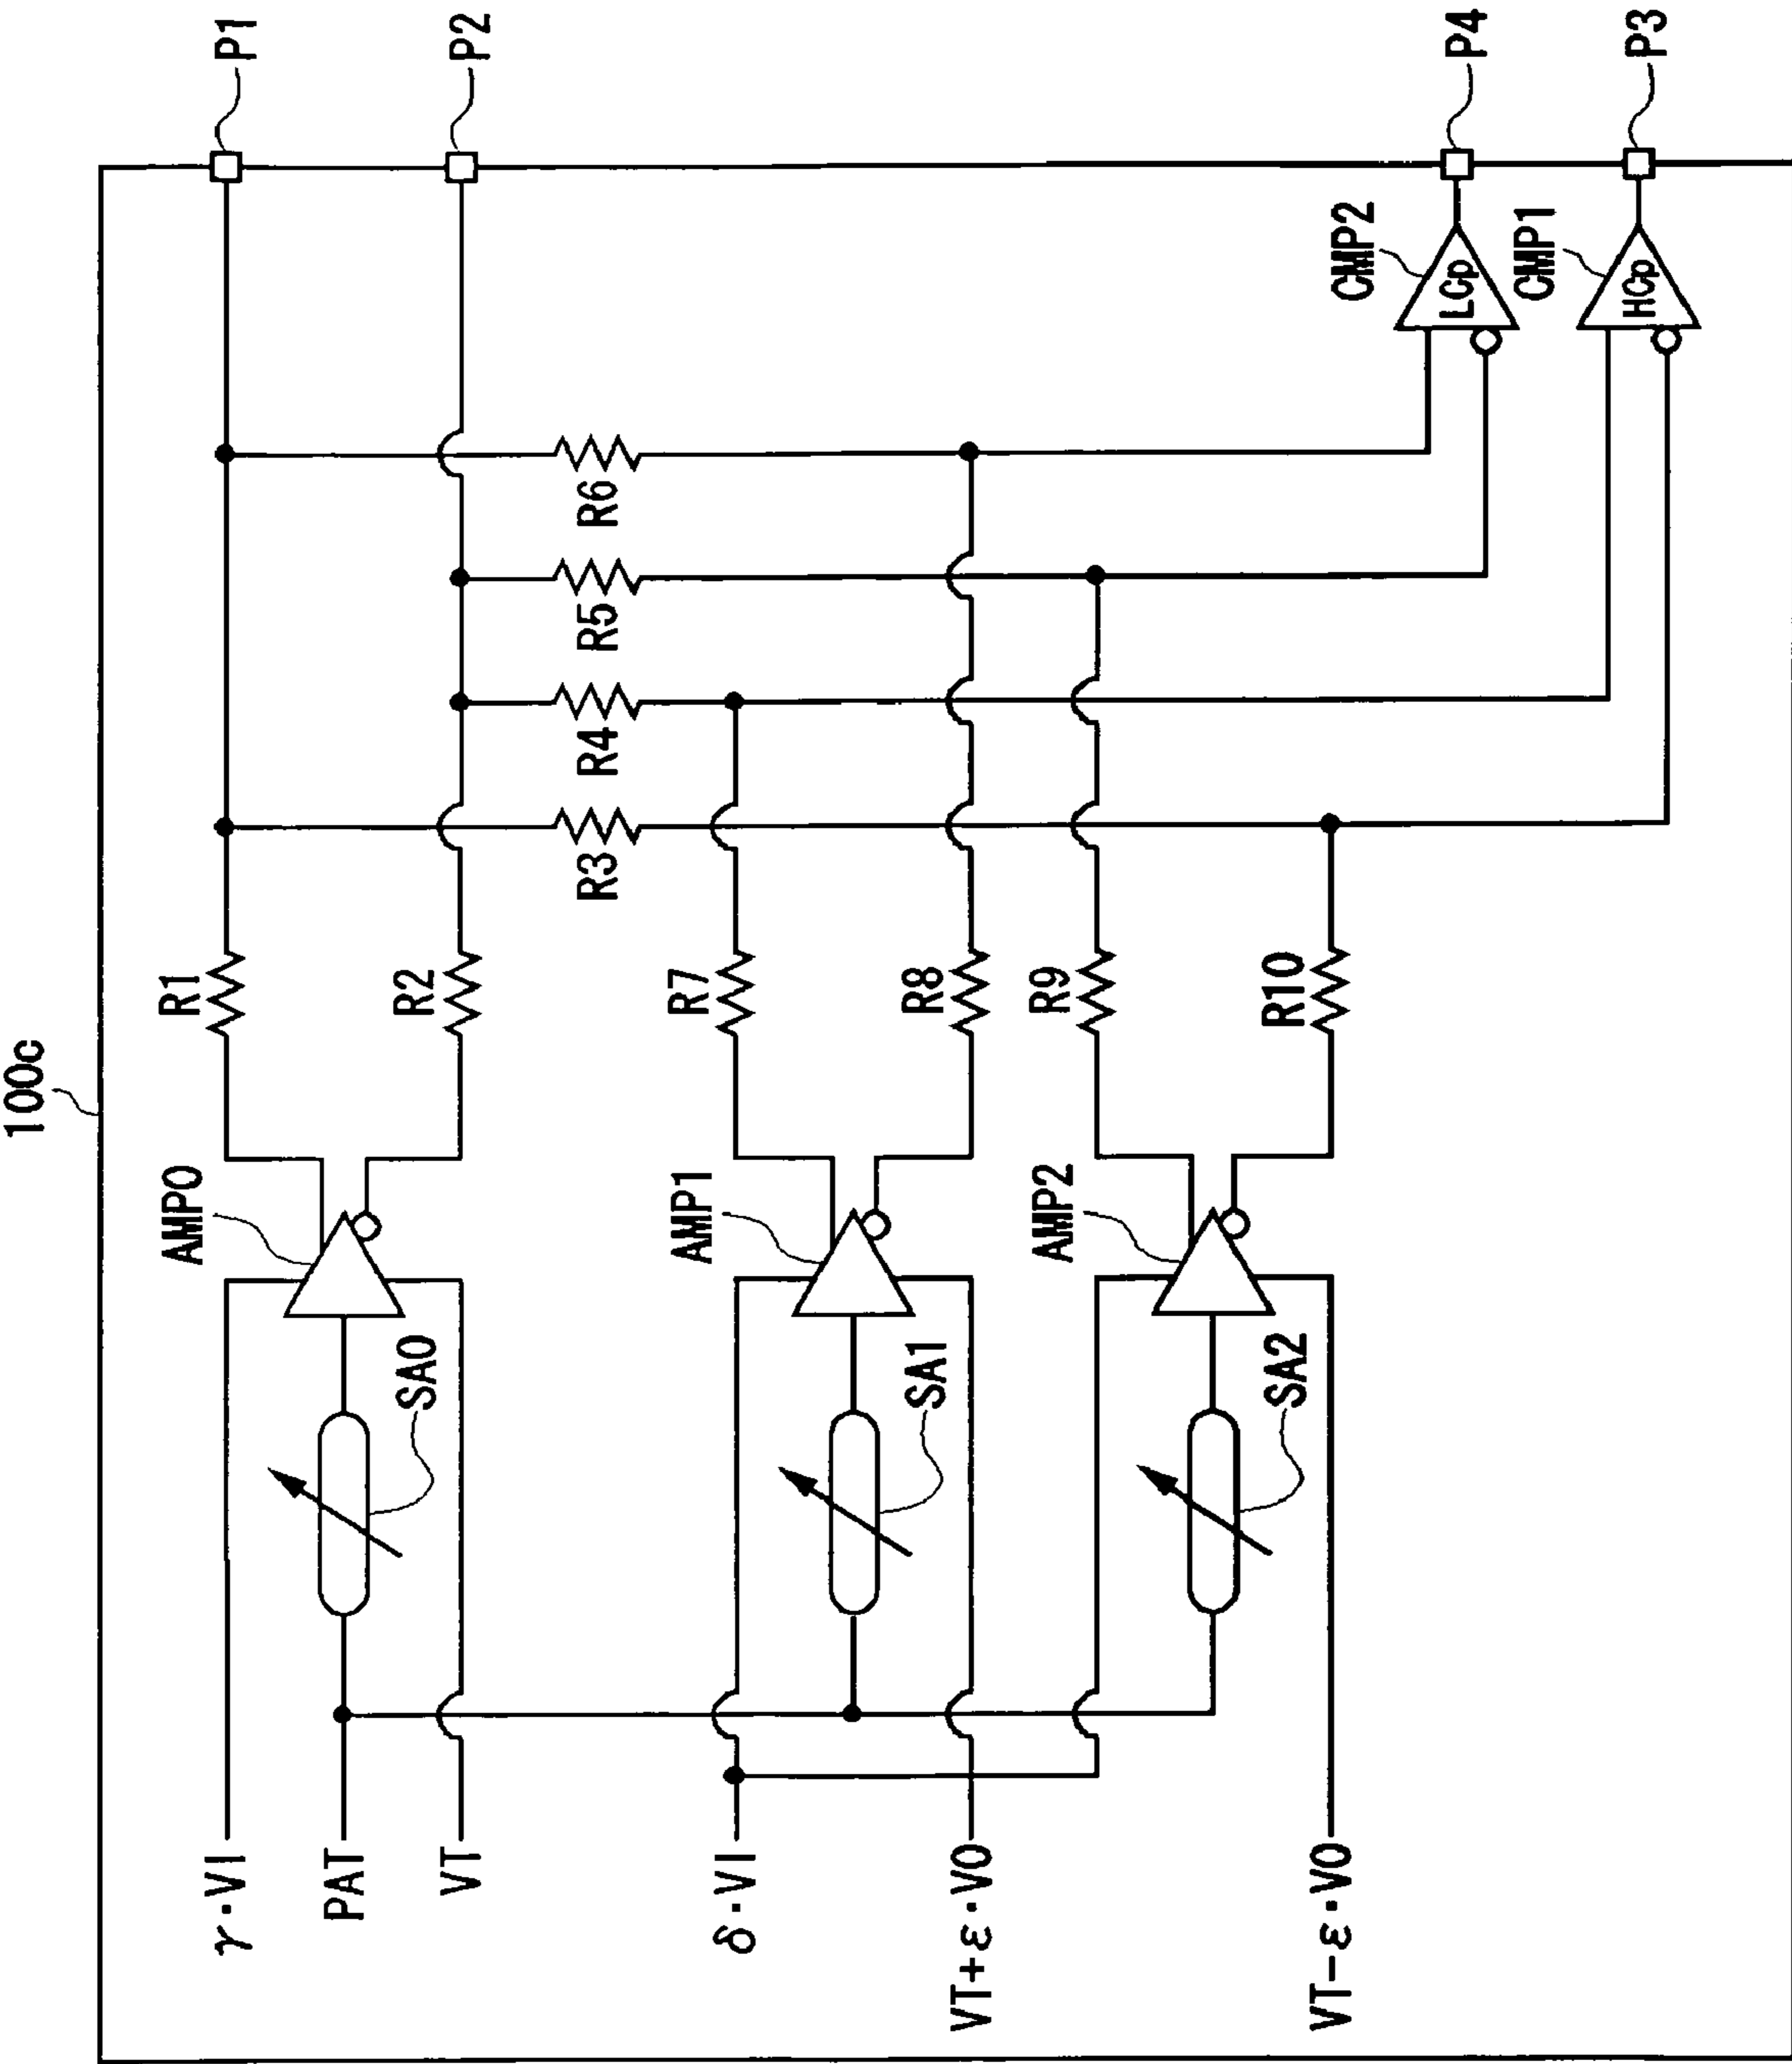 100c
γ·VI
PAT
VT
δ·VI
VT+ε·VO
VT-ε·VO
SA0
SA1
SA2
AMP0
AMP1
AMP2
R1
R2
R7
R8
R9
R10
R3
R4
R5
R6
CMP2
LCp
CMP1
HCp
P1
P2
P4
P3